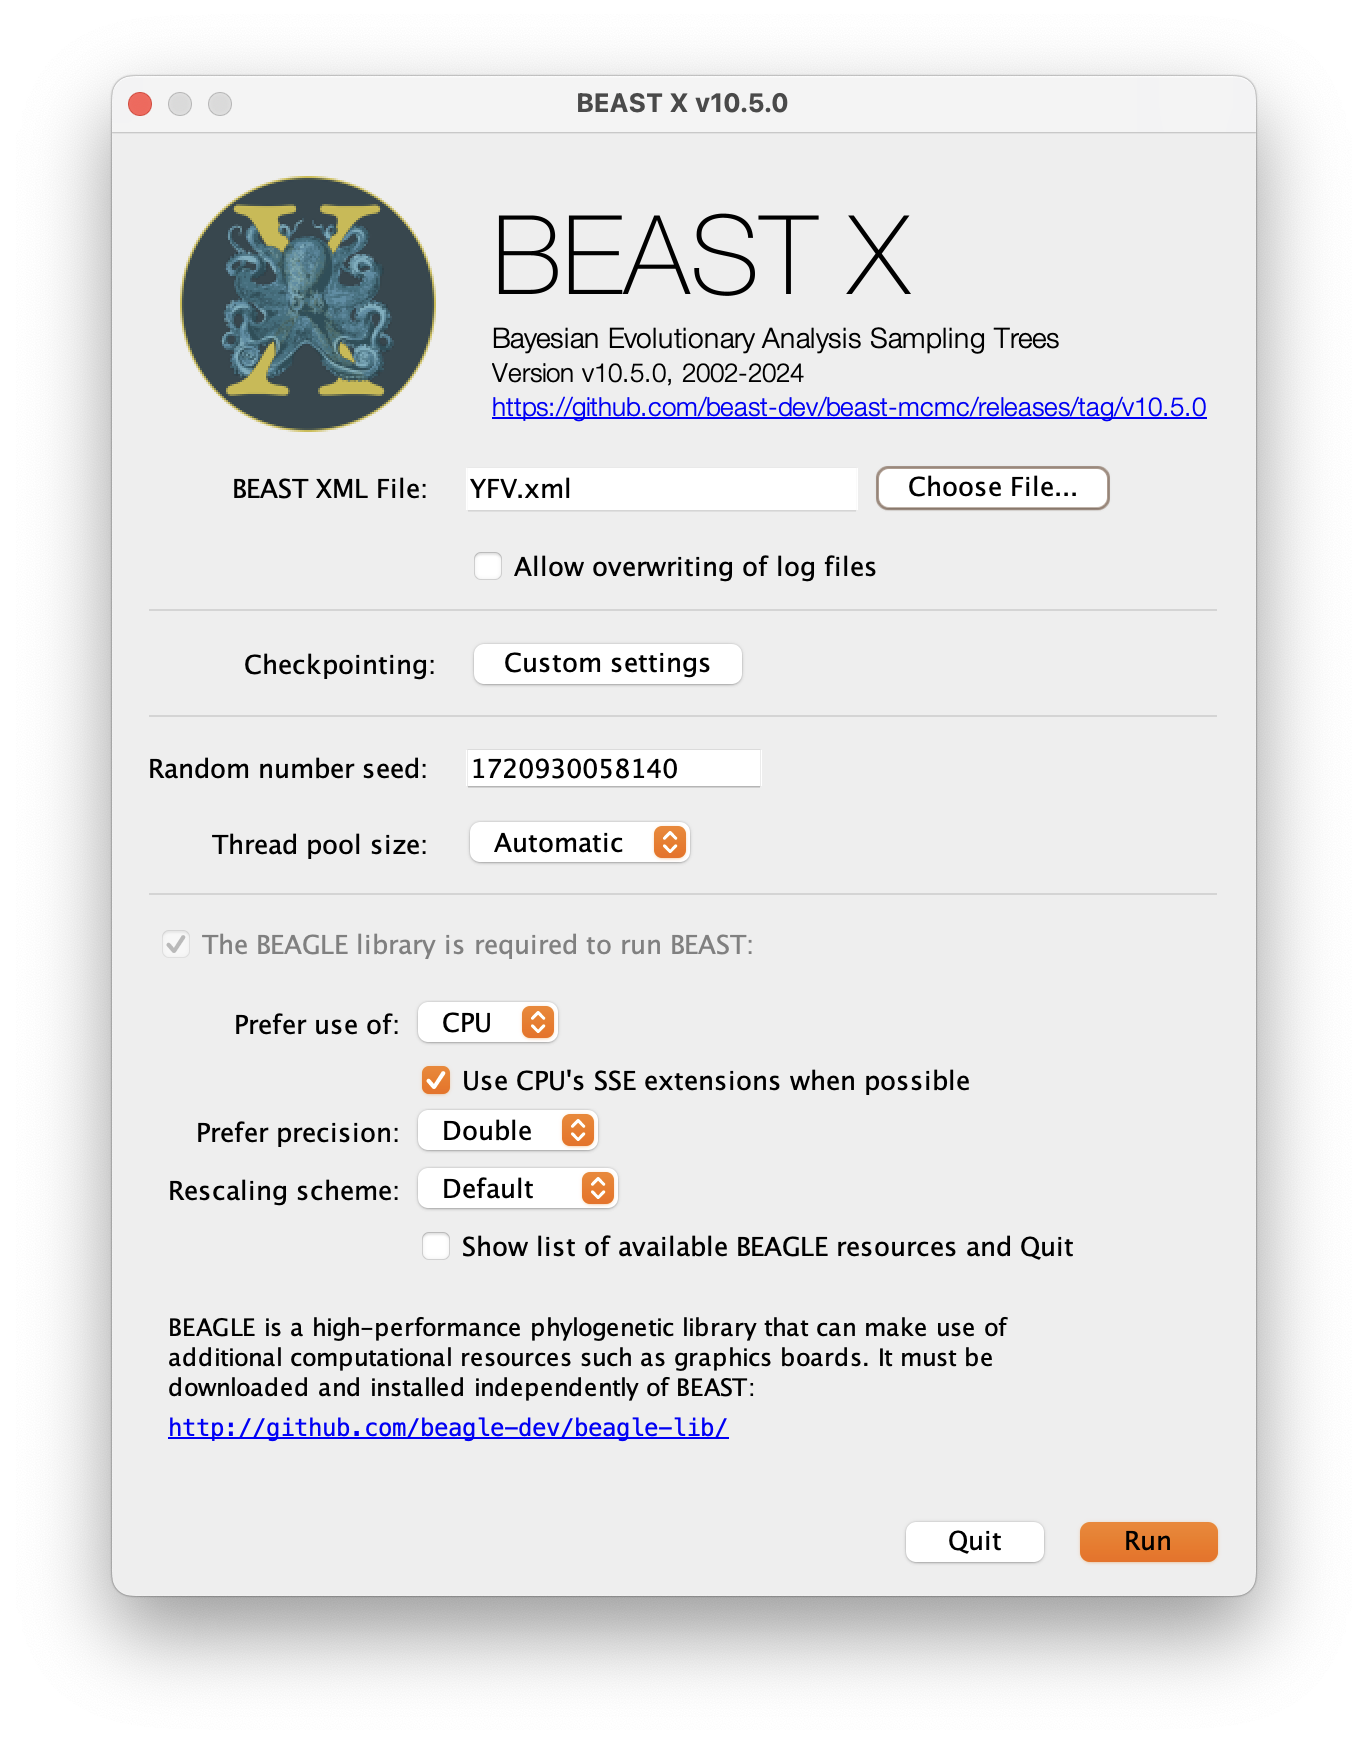 BEAST X v10.5.0
X
BEAST X
Bayesian Evolutionary Analysis Sampling Trees
Version v10.5.0, 2002-2024
https://github.com/beast-dev/beast-mcmc/releases/tag/v10.5.0
BEAST XML File: YFV.xml Choose File...
Allow overwriting of log files
Checkpointing: Custom settings
Random number seed: 1720930058140
Thread pool size: Automatic
The BEAGLE library is required to run BEAST:
Prefer use of: CPU
Use CPU's SSE extensions when possible
Prefer precision: Double
Rescaling scheme: Default
Show list of available BEAGLE resources and Quit
BEAGLE is a high-performance phylogenetic library that can make use of
additional computational resources such as graphics boards. It must be
downloaded and installed independently of BEAST:
http://github.com/beagle-dev/beagle-lib/
Quit Run